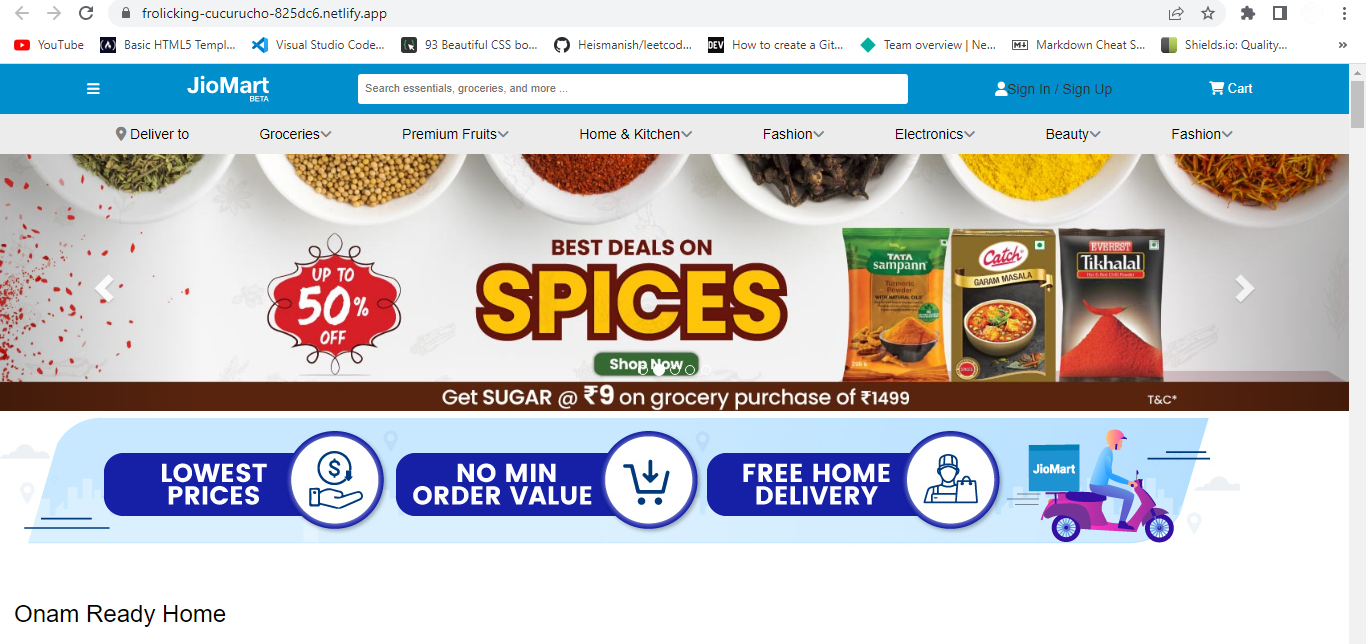 frolicking-cucurucho-825dc6.netlify.app
YouTube Basic HTML5 Templ... Visual Studio Code... 93 Beautiful CSS bo... Heismanish/leetcod... DEV How to create a Git... Team overview | Ne... Markdown Cheat S... Shields.io: Quality... »
JioMart
BETA
Search essentials, groceries, and more ...
Sign In / Sign Up
Cart
Deliver to Groceries Premium Fruits Home & Kitchen Fashion Electronics Beauty Fashion
UP TO
50%
OFF
BEST DEALS ON
SPICES
Shop Now
TATA
sampann
Turmeric
Powder
WITH NATURAL OILS
Catch
GARAM MASALA
EVEREST
Tikhalal
Hot & Red Chilli Powder
Get SUGAR @ ₹9 on grocery purchase of ₹1499
T&C*
LOWEST
PRICES
NO MIN
ORDER VALUE
FREE HOME
DELIVERY
JioMart
Onam Ready Home